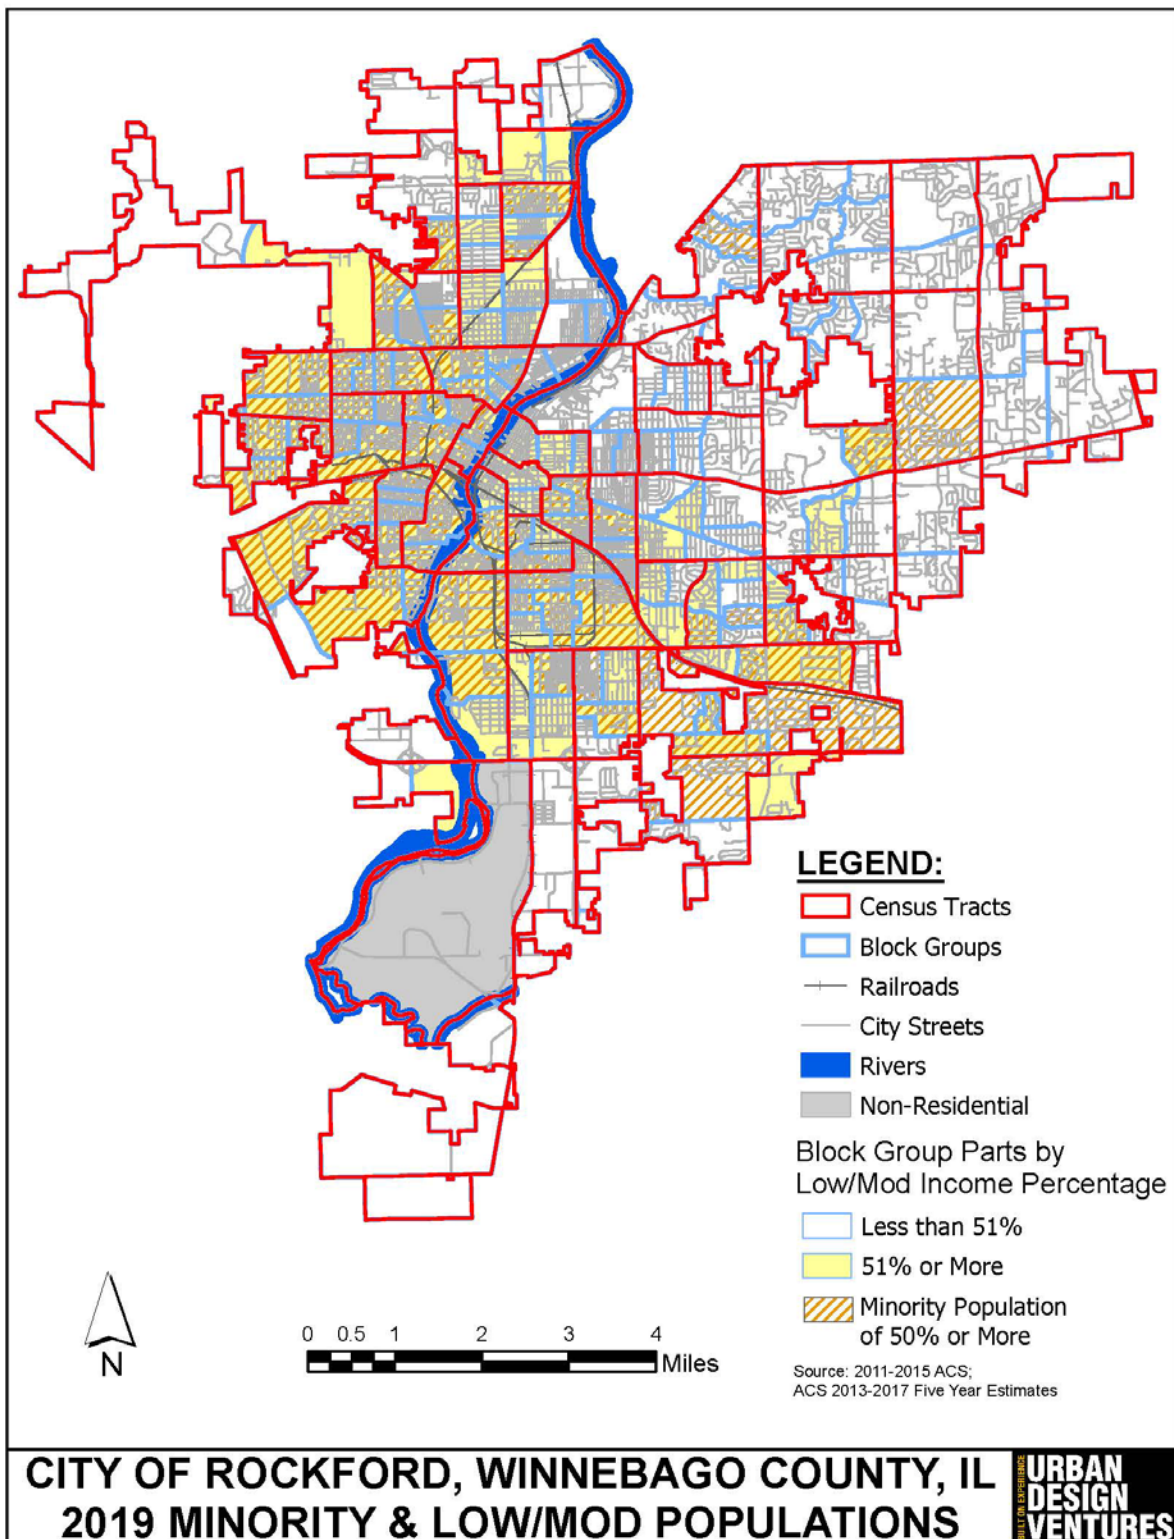 LEGEND:
Census Tracts
Block Groups
Railroads
City Streets
Rivers
Non-Residential
Block Group Parts by
Low/Mod Income Percentage
Less than 51%
51% or More
Minority Population
of 50% or More
Source: 2011-2015 ACS;
ACS 2013-2017 Five Year Estimates
N
0 0.5 1 2 3 4
Miles
CITY OF ROCKFORD, WINNEBAGO COUNTY, IL
2019 MINORITY & LOW/MOD POPULATIONS
BUILT ON EXPERIENCE
URBAN
DESIGN
VENTURES